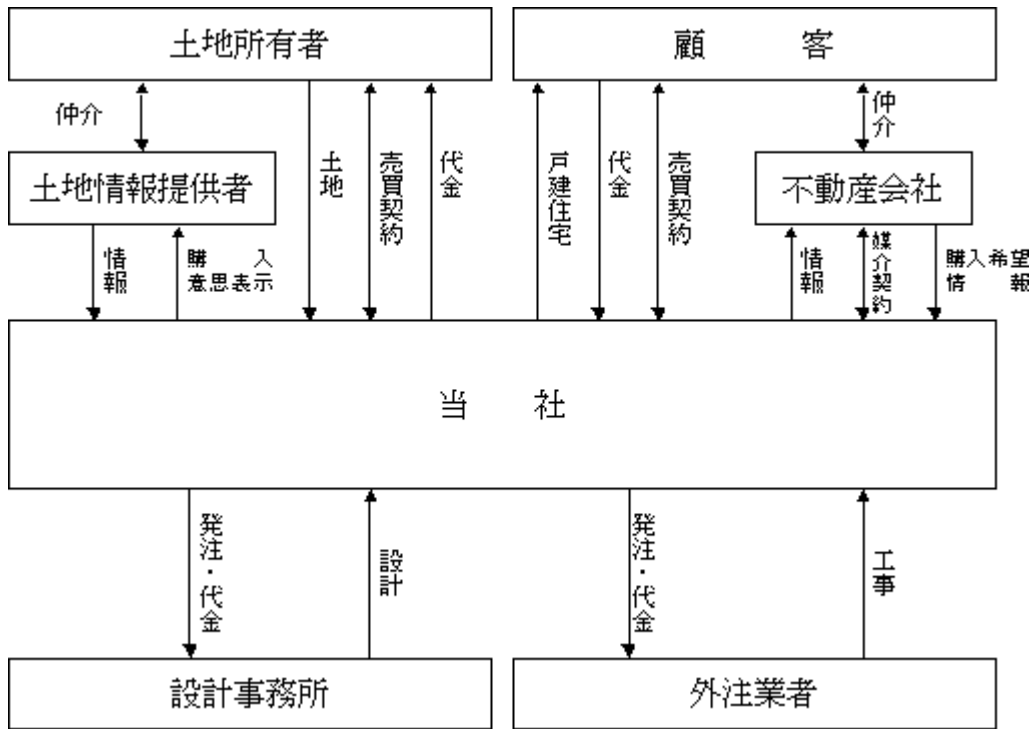 土地所有者
顧 客
仲介
土地
売買契約
代金
戸建住宅
代金
売買契約
仲介
土地情報提供者
不動産会社
情報
購 入
意思表示
情報
媒介契約
購入希望
情 報
当 社
発注・代金
設計
発注・代金
工事
設計事務所
外注業者